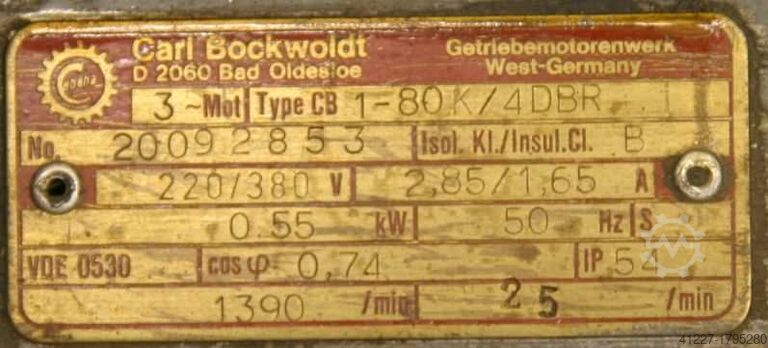 Carl Bockwoldt
D 2060 Bad Oldesloe
Getriebemotorenwerk
West-Germany
3 ~Mot Type CB 1-80K/4DBR
No. 20092853 Isol. Kl./Insul.Cl. B
220/380 V 2,85/1,65 A
0.55 kW 50 Hz S
VDE 0530 cos φ 0,74 IP 54
1390 /min 25
41227-1795280